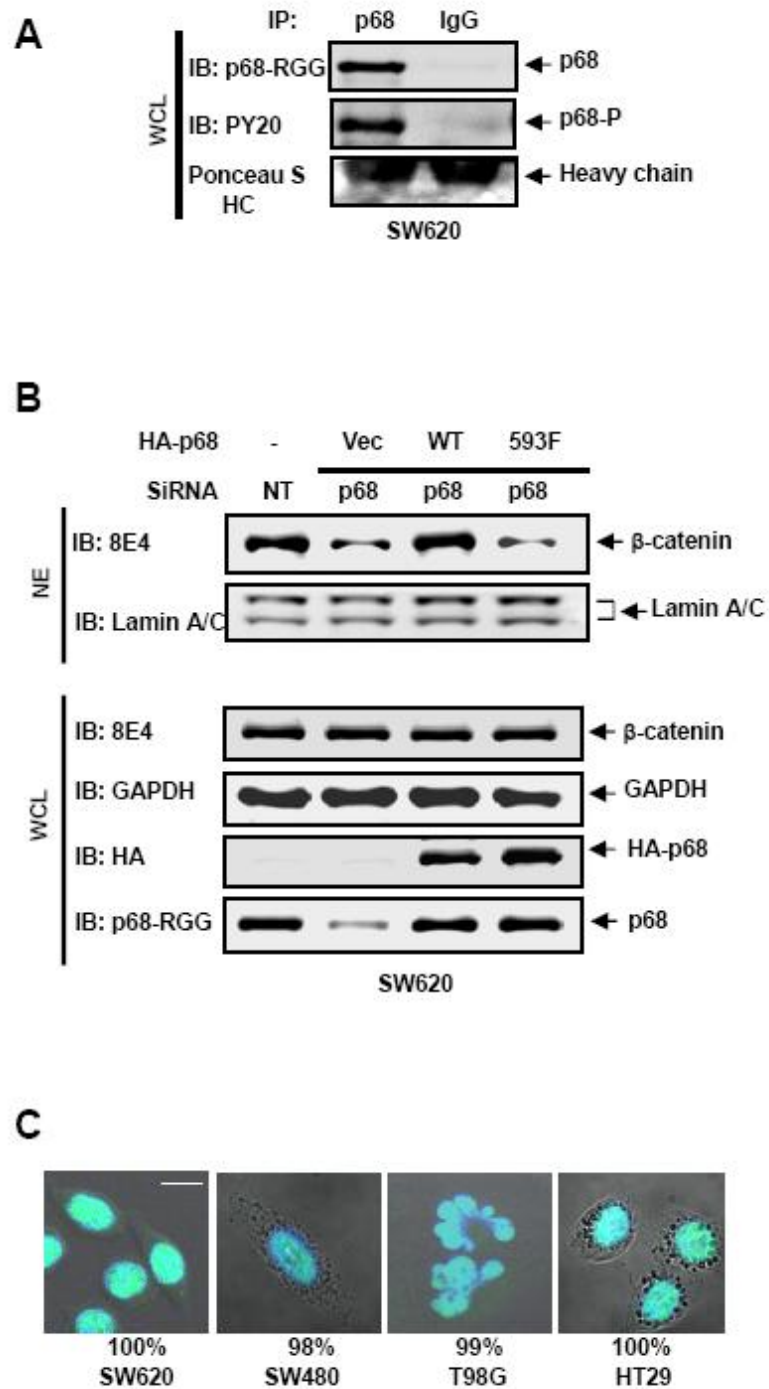 A
IP: p68 IgG
WCL
IB: p68-RGG p68
IB: PY20 p68-P
Ponceau S Heavy chain
HC
SW620
B
HA-p68 - Vec WT 593F
SiRNA NT p68 p68 p68
NE
IB: 8E4 β-catenin
IB: Lamin A/C Lamin A/C
WCL
IB: 8E4 β-catenin
IB: GAPDH GAPDH
IB: HA HA-p68
IB: p68-RGG p68
SW620
C
100% 98% 99% 100%
SW620 SW480 T98G HT29